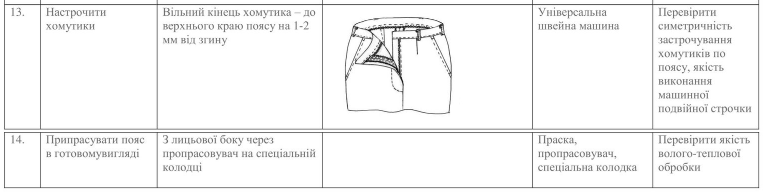 13.
Настрочити
хомутики
Вільний кінець хомутика – до
верхнього краю поясу на 1-2
мм від згину
Універсальна
швейна машина
Перевірити
симетричність
застрочування
хомутиків по
поясу, якість
виконання
машинної
подвійної строчки
14.
Припрасувати пояс
в готовомувигляді
З лицьової боку через
пропрасовувач на спеціальній
колодці
Праска,
пропрасовувач,
спеціальна колодка
Перевірити якість
волого-теплової
обробки